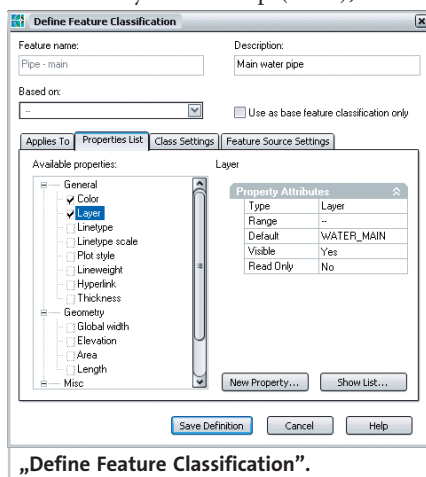 Define Feature Classification
Feature name:
Description:
Pipe - main
Main water pipe
Based on:
--
Use as base feature classification only
Applies To
Properties List
Class Settings
Feature Source Settings
Available properties:
Layer
General
Color
Layer
Linetype
Linetype scale
Plot style
Lineweight
Hyperlink
Thickness
Geometry
Global width
Elevation
Area
Length
Misc
Property Attributes
Type Layer
Range --
Default WATER_MAIN
Visible Yes
Read Only No
New Property...
Show List...
Save Definition
Cancel
Help
„Define Feature Classification”.